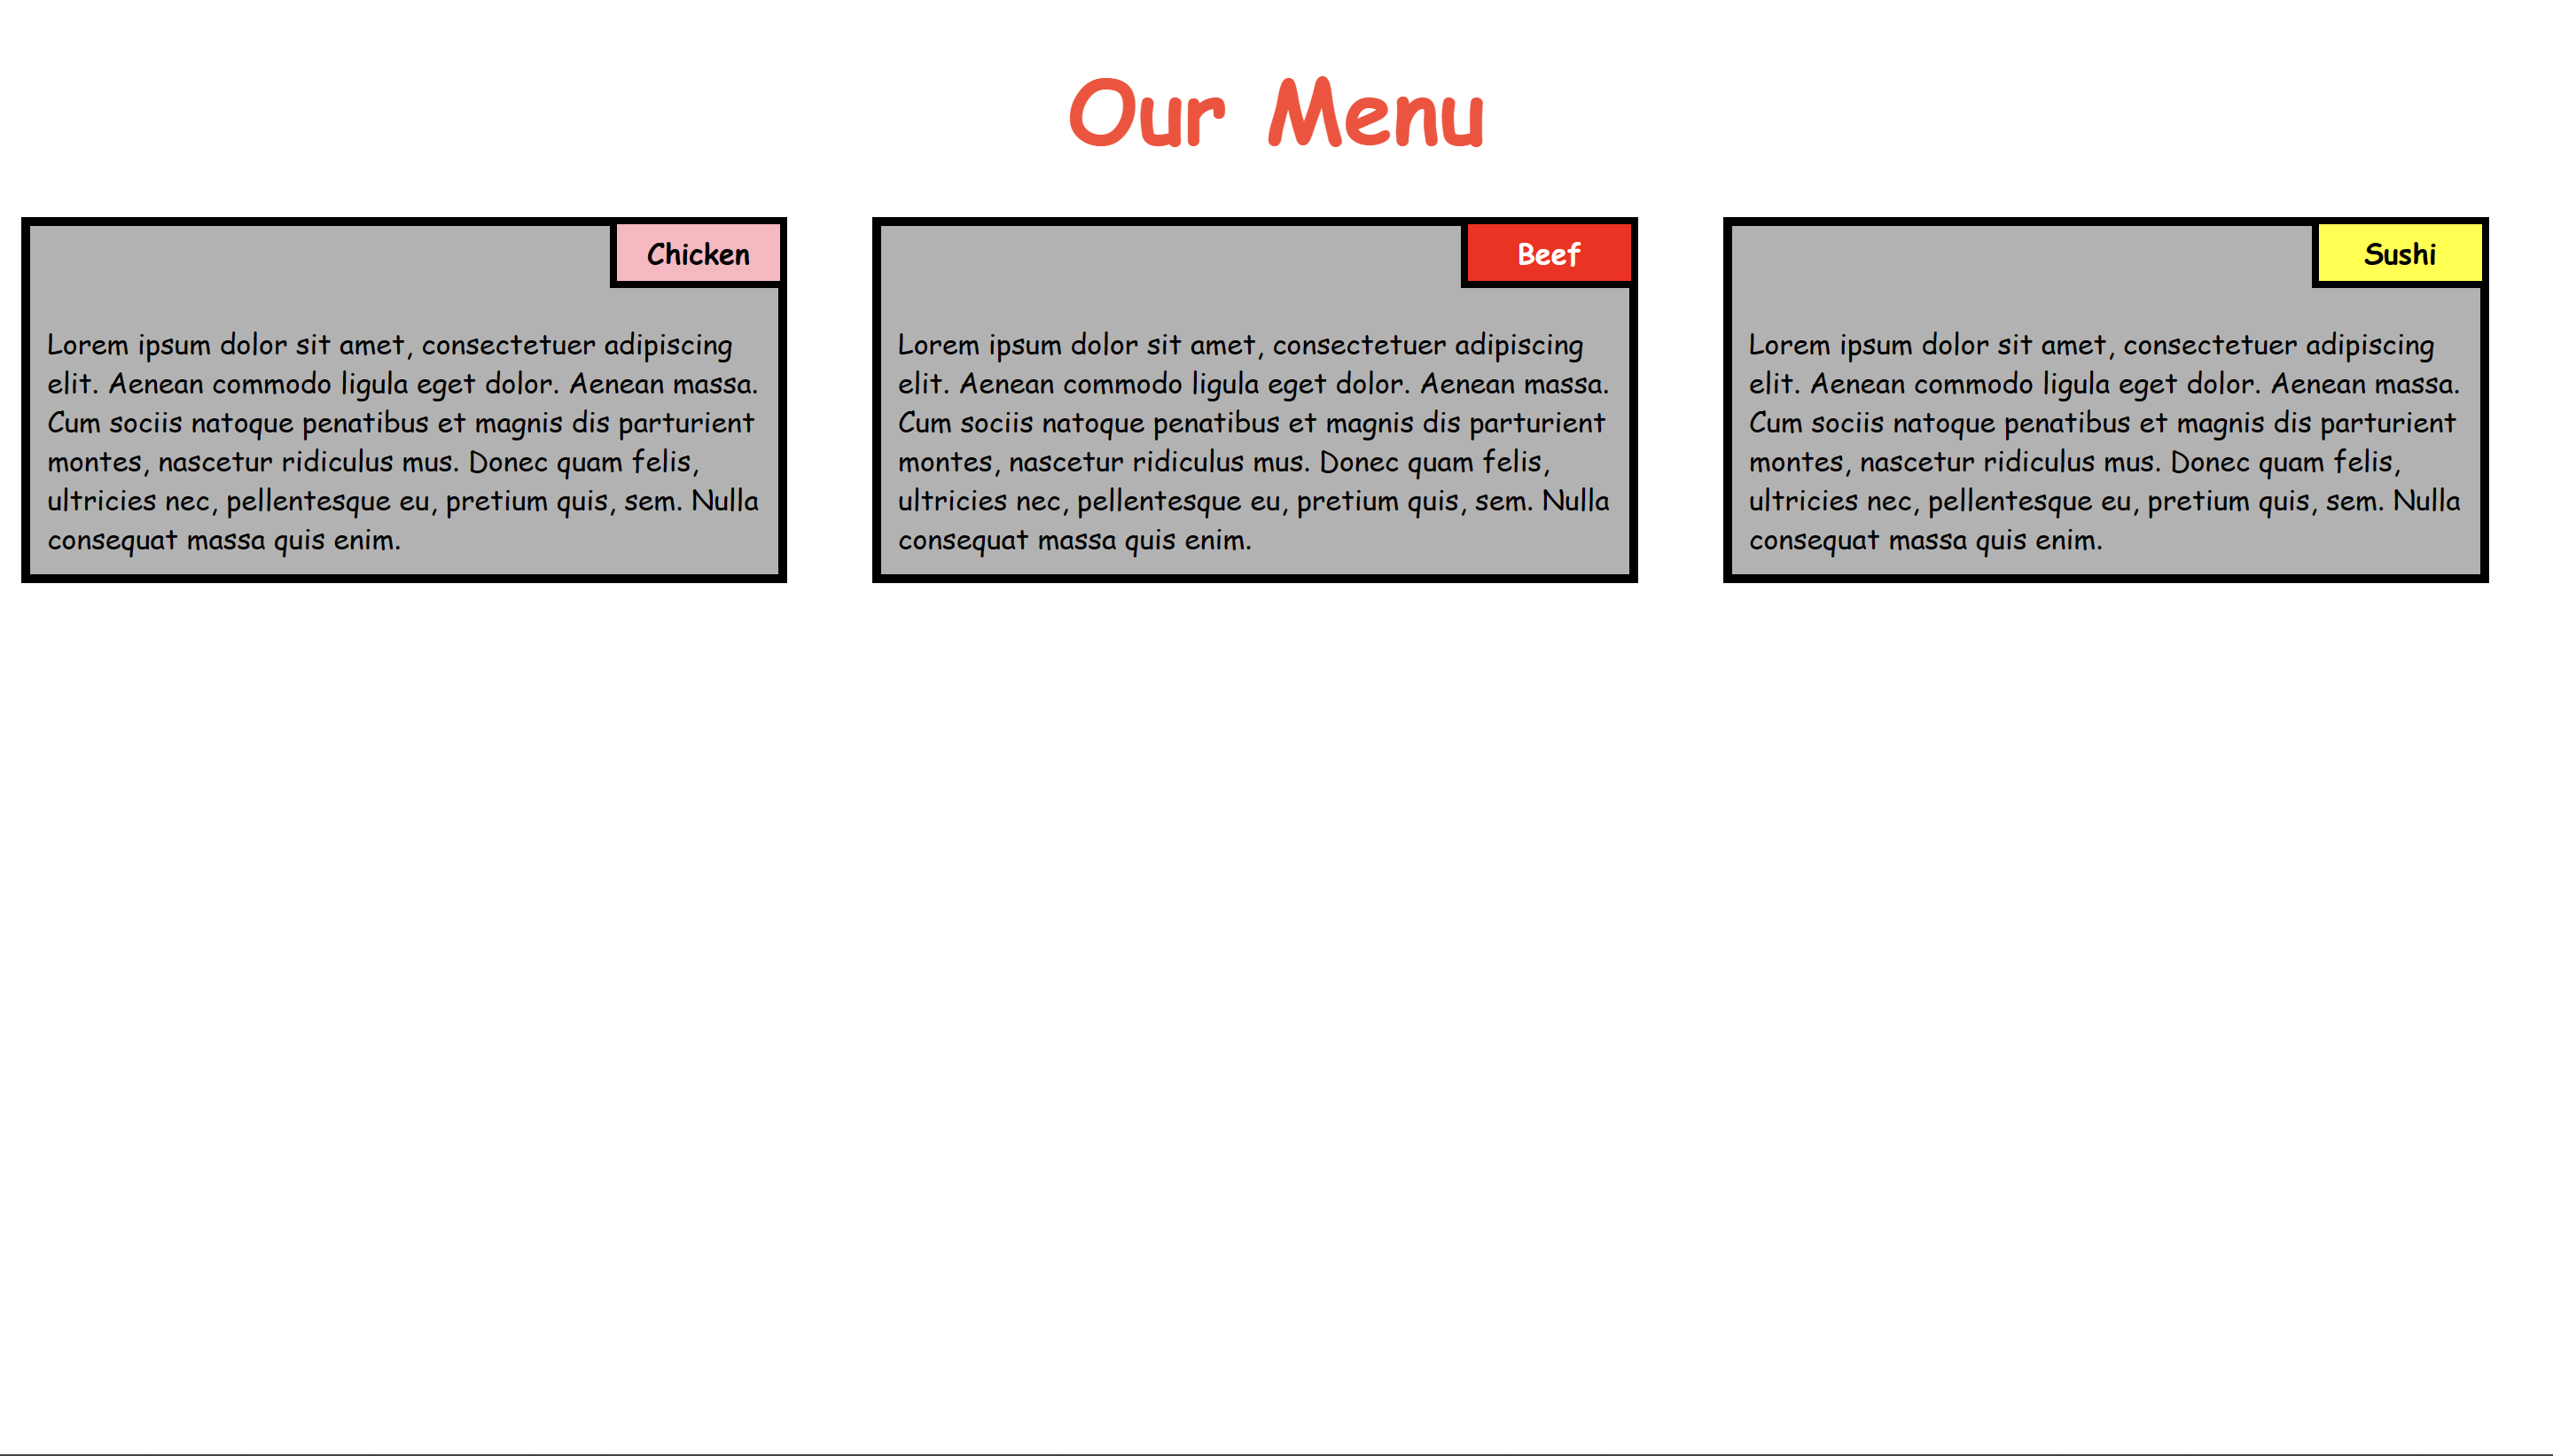 Our Menu
Chicken
Lorem ipsum dolor sit amet, consectetuer adipiscing
elit. Aenean commodo ligula eget dolor. Aenean massa.
Cum sociis natoque penatibus et magnis dis parturient
montes, nascetur ridiculus mus. Donec quam felis,
ultricies nec, pellentesque eu, pretium quis, sem. Nulla
consequat massa quis enim.
Beef
Lorem ipsum dolor sit amet, consectetuer adipiscing
elit. Aenean commodo ligula eget dolor. Aenean massa.
Cum sociis natoque penatibus et magnis dis parturient
montes, nascetur ridiculus mus. Donec quam felis,
ultricies nec, pellentesque eu, pretium quis, sem. Nulla
consequat massa quis enim.
Sushi
Lorem ipsum dolor sit amet, consectetuer adipiscing
elit. Aenean commodo ligula eget dolor. Aenean massa.
Cum sociis natoque penatibus et magnis dis parturient
montes, nascetur ridiculus mus. Donec quam felis,
ultricies nec, pellentesque eu, pretium quis, sem. Nulla
consequat massa quis enim.